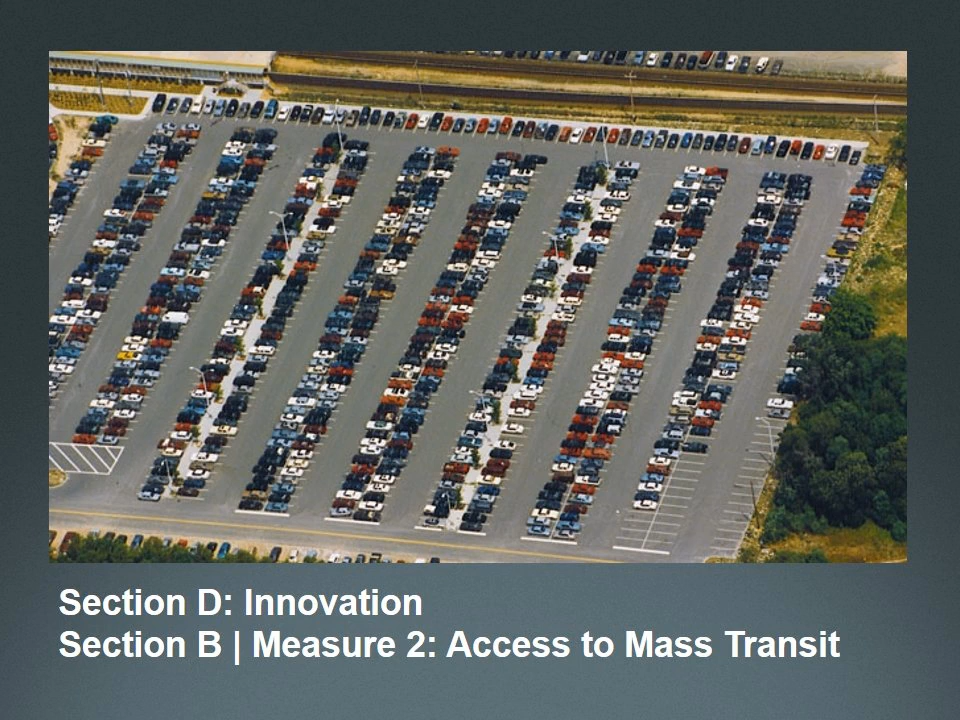 Section D: Innovation
Section B | Measure 2: Access to Mass Transit